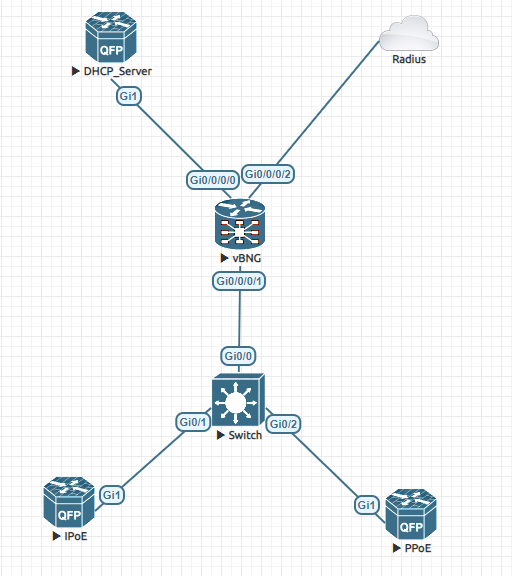 QFP
DHCP_Server
Gi1
Radius
Gi0/0/0/0
Gi0/0/0/2
vBNG
Gi0/0/0/1
Gi0/0
Gi0/1
Gi0/2
Switch
Gi1
QFP
IPoE
Gi1
QFP
PPoE